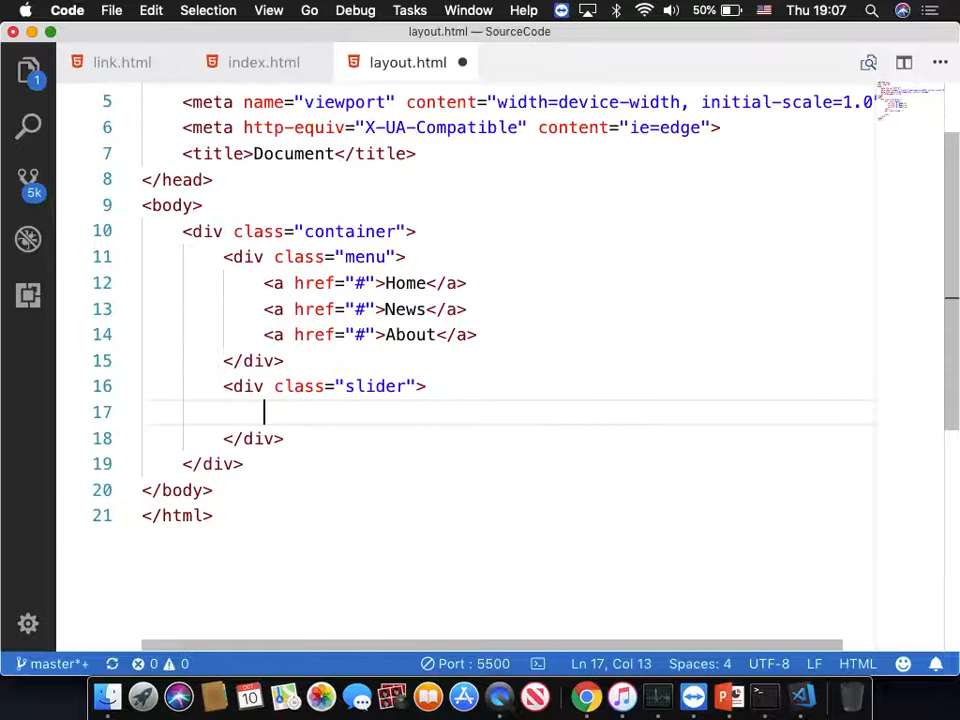 Code File Edit Selection View Go Debug Tasks Window Help 50% Thu 19:07
layout.html — SourceCode
link.html index.html layout.html
1
5k
5 <meta name="viewport" content="width=device-width, initial-scale=1.0"
6 <meta http-equiv="X-UA-Compatible" content="ie=edge">
7 <title>Document</title>
8 </head>
9 <body>
10 <div class="container">
11 <div class="menu">
12 <a href="#">Home</a>
13 <a href="#">News</a>
14 <a href="#">About</a>
15 </div>
16 <div class="slider">
17
18 </div>
19 </div>
20 </body>
21 </html>
master*+ 0 0 Port : 5500 Ln 17, Col 13 Spaces: 4 UTF-8 LF HTML
OCT
10
P